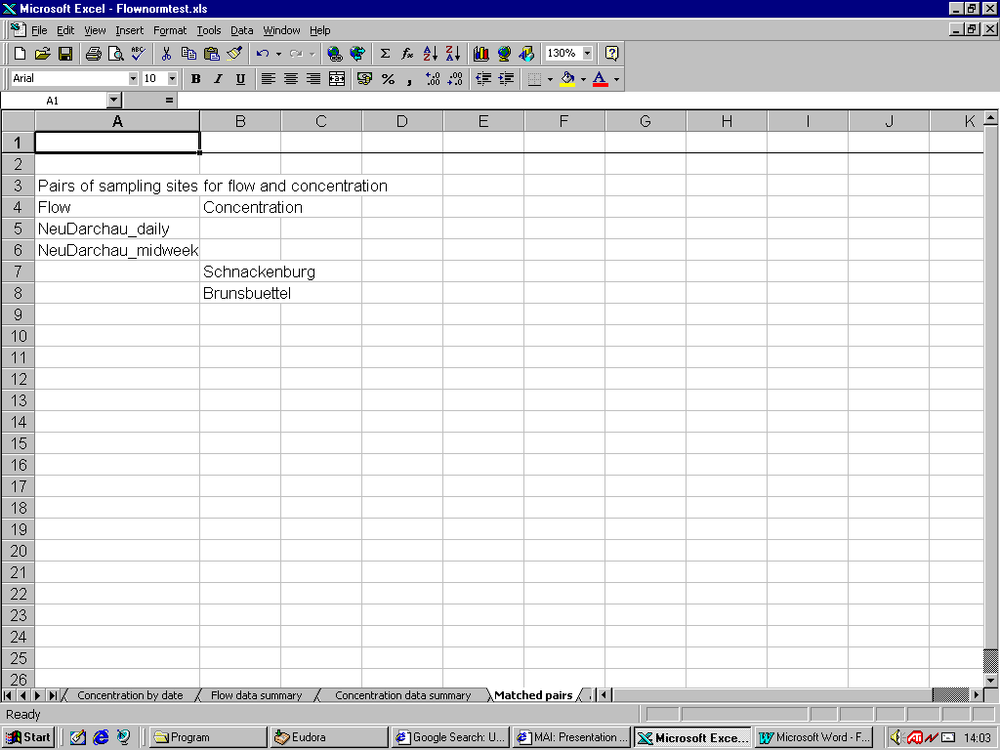 Microsoft Excel - Flownormtest.xls
File Edit View Insert Format Tools Data Window Help
130%
Arial 10 B I U
A1 =
A B C D E F G H I J K
1
2
3 Pairs of sampling sites for flow and concentration
4 Flow Concentration
5 NeuDarchau_daily
6 NeuDarchau_midweek
7 Schnackenburg
8 Brunsbuettel
9
10
11
12
13
14
15
16
17
18
19
20
21
22
23
24
25
26
Concentration by date Flow data summary Concentration data summary Matched pairs
Ready
Start Program Eudora Google Search: U... MAI: Presentation ... Microsoft Exce... Microsoft Word - F... 14:03